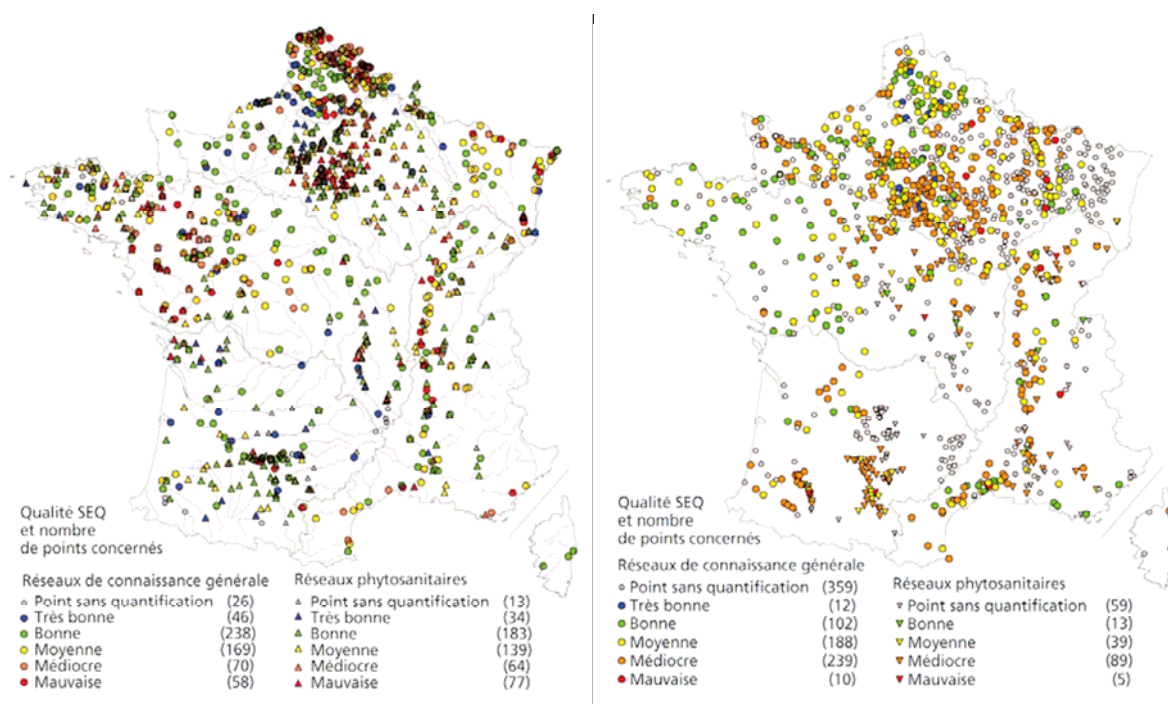 Qualité SEQ
et nombre
de points concernés
Réseaux de connaissance générale
Point sans quantification (26)
Très bonne (46)
Bonne (238)
Moyenne (169)
Médiocre (70)
Mauvaise (58)
Réseaux phytosanitaires
Point sans quantification (13)
Très bonne (34)
Bonne (183)
Moyenne (139)
Médiocre (64)
Mauvaise (77)
Qualité SEQ
et nombre
de points concernés
Réseaux de connaissance générale
Point sans quantification (359)
Très bonne (12)
Bonne (102)
Moyenne (188)
Médiocre (239)
Mauvaise (10)
Réseaux phytosanitaires
Point sans quantification (59)
Bonne (13)
Moyenne (39)
Médiocre (89)
Mauvaise (5)